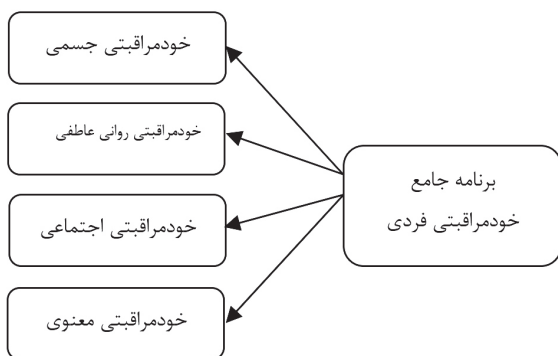 برنامه جامع
خودمراقبتی فردی
خودمراقبتی جسمی
خودمراقبتی روانی عاطفی
خودمراقبتی اجتماعی
خودمراقبتی معنوی